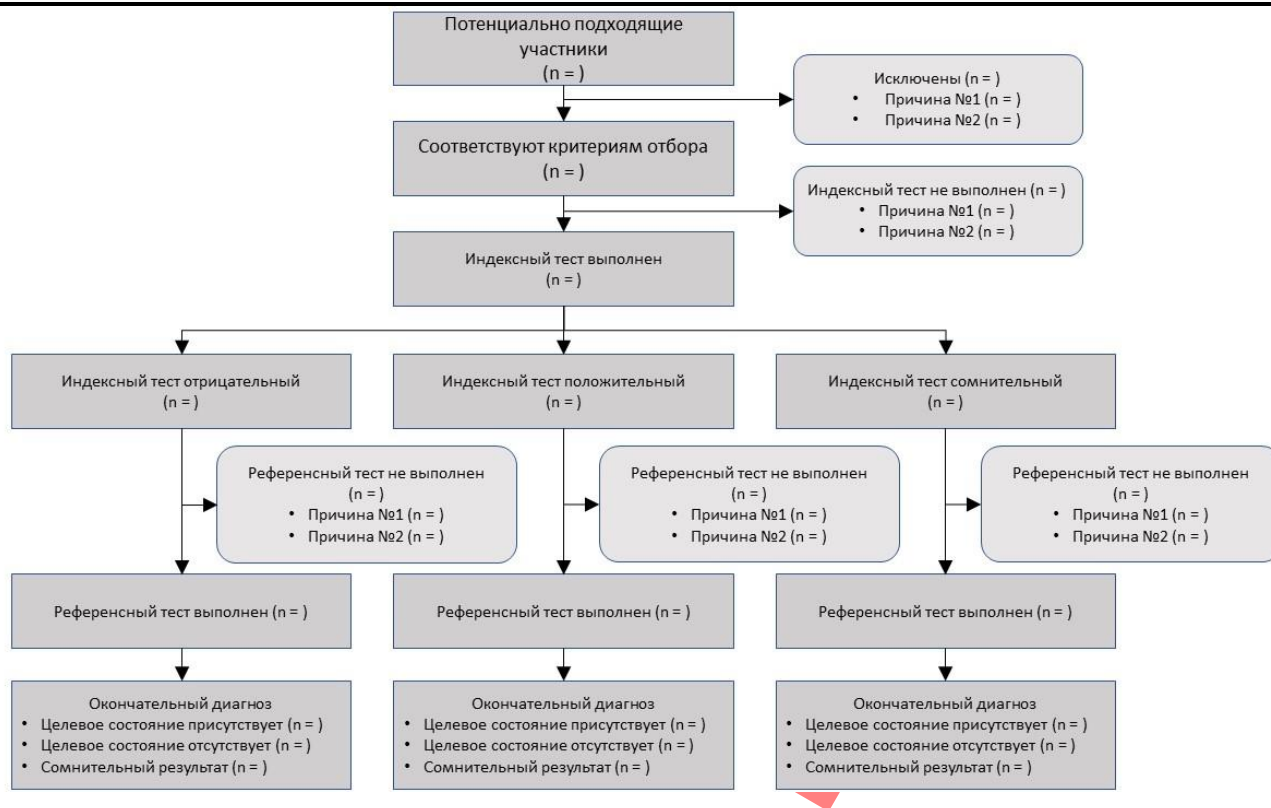 Потенциально подходящие
участники
(n = )
Исключены (n = )
• Причина №1 (n = )
• Причина №2 (n = )
Соответствуют критериям отбора
(n = )
Индексный тест не выполнен (n = )
• Причина №1 (n = )
• Причина №2 (n = )
Индексный тест выполнен
(n = )
Индексный тест отрицательный
(n = )
Индексный тест положительный
(n = )
Индексный тест сомнительный
(n = )
Референсный тест не выполнен
(n = )
• Причина №1 (n = )
• Причина №2 (n = )
Референсный тест не выполнен
(n = )
• Причина №1 (n = )
• Причина №2 (n = )
Референсный тест не выполнен
(n = )
• Причина №1 (n = )
• Причина №2 (n = )
Референсный тест выполнен (n = )
Референсный тест выполнен (n = )
Референсный тест выполнен (n = )
Окончательный диагноз
• Целевое состояние присутствует (n = )
• Целевое состояние отсутствует (n = )
• Сомнительный результат (n = )
Окончательный диагноз
• Целевое состояние присутствует (n = )
• Целевое состояние отсутствует (n = )
• Сомнительный результат (n = )
Окончательный диагноз
• Целевое состояние присутствует (n = )
• Целевое состояние отсутствует (n = )
• Сомнительный результат (n = )